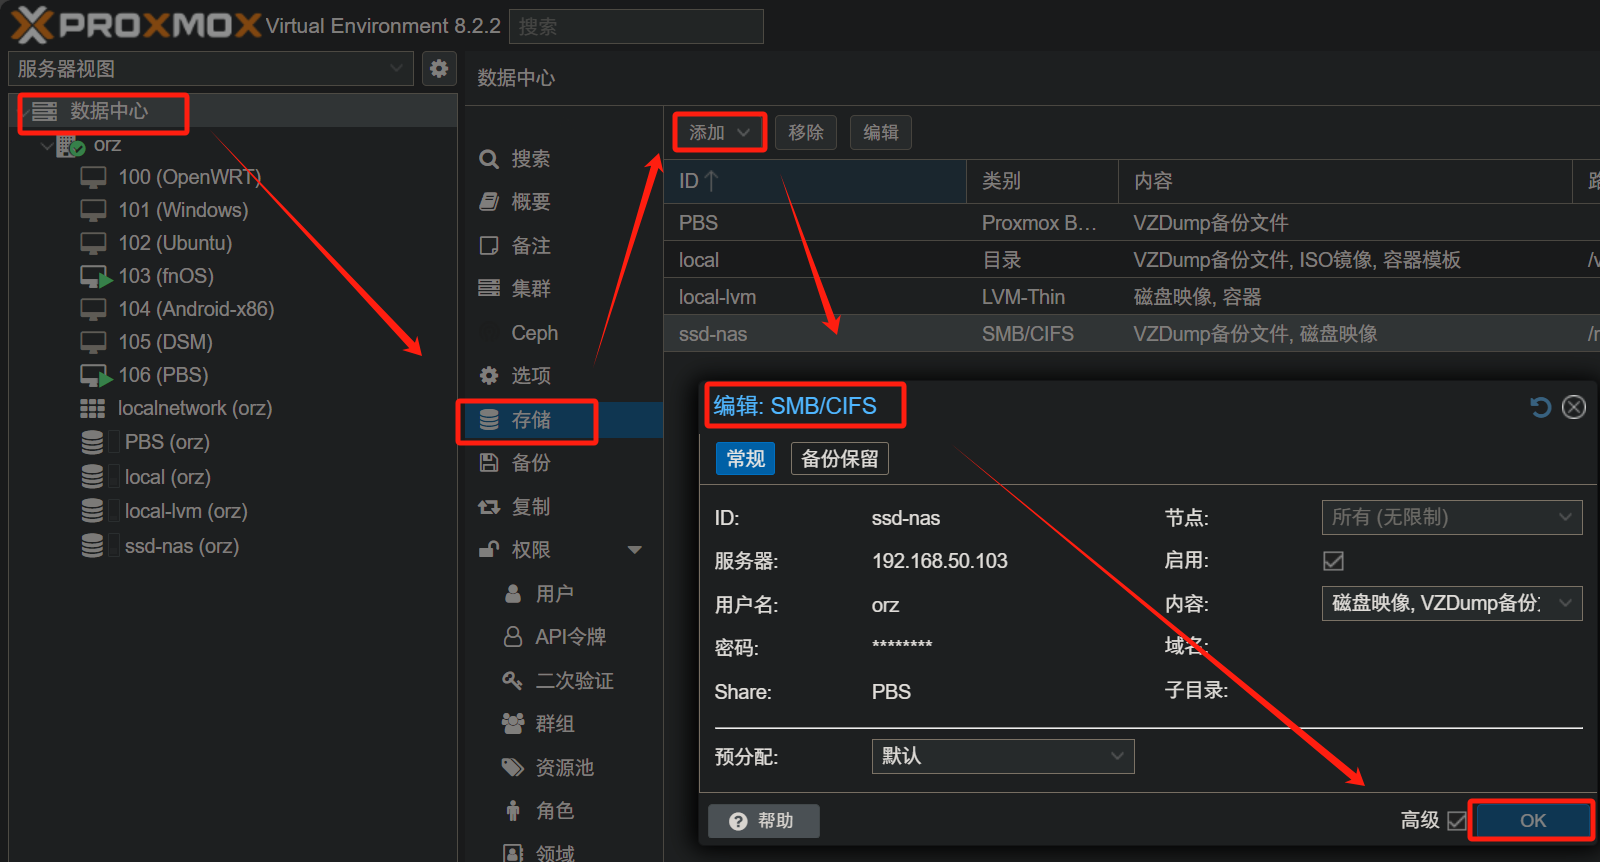 PROXMOX Virtual Environment 8.2.2 搜索
服务器视图
数据中心
orz
100 (OpenWRT)
101 (Windows)
102 (Ubuntu)
103 (fnOS)
104 (Android-x86)
105 (DSM)
106 (PBS)
localnetwork (orz)
PBS (orz)
local (orz)
local-lvm (orz)
ssd-nas (orz)
数据中心
搜索
概要
备注
集群
Ceph
选项
存储
备份
复制
权限
用户
API令牌
二次验证
群组
资源池
角色
领域
添加 移除 编辑
ID 类别 内容 路
PBS Proxmox B... VZDump备份文件
local 目录 VZDump备份文件, ISO镜像, 容器模板 /v
local-lvm LVM-Thin 磁盘映像, 容器
ssd-nas SMB/CIFS VZDump备份文件, 磁盘映像
编辑: SMB/CIFS
常规 备份保留
ID: ssd-nas 节点: 所有 (无限制)
服务器: 192.168.50.103 启用:
用户名: orz 内容: 磁盘映像, VZDump备份
密码: ******** 域名:
Share: PBS 子目录:
预分配: 默认
帮助 高级 OK